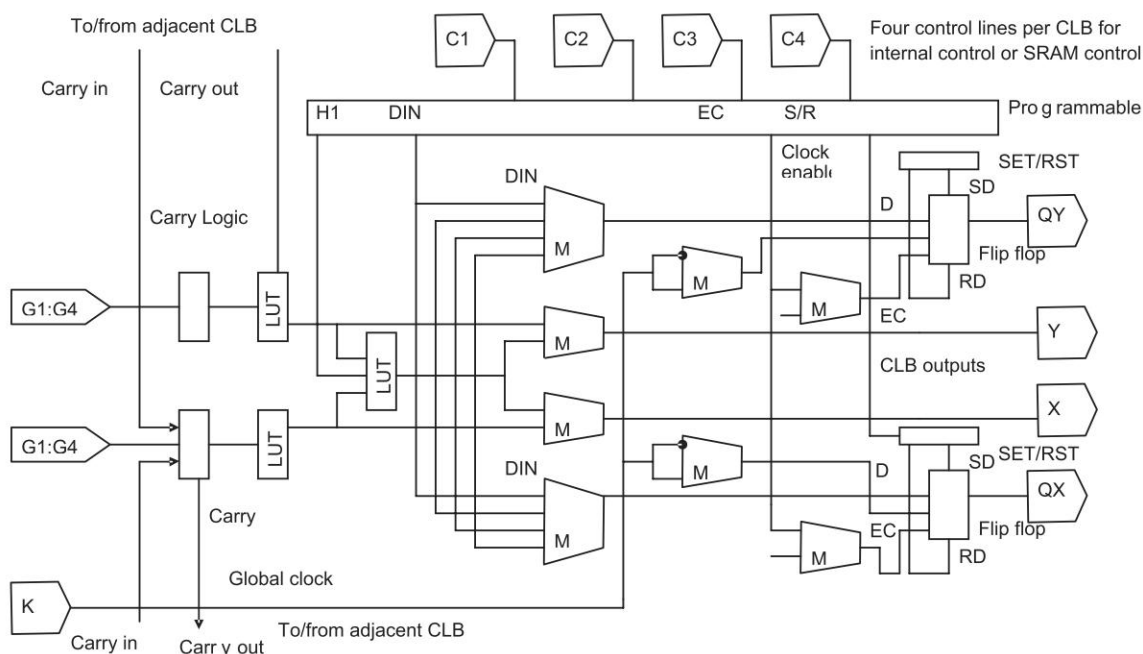 To/from adjacent CLB
C1
C2
C3
C4
Four control lines per CLB for
internal control or SRAM control
Carry in
Carry out
H1
DIN
EC
S/R
Pro g rammable
Clock
enable
SET/RST
DIN
SD
D
QY
Carry Logic
M
Flip flop
M
RD
G1:G4
LUT
M
EC
M
Y
LUT
CLB outputs
M
X
G1:G4
LUT
SET/RST
DIN
M
D
SD
QX
Carry
EC
Flip flop
M
M
RD
Global clock
K
To/from adjacent CLB
Carry in
Carr y out